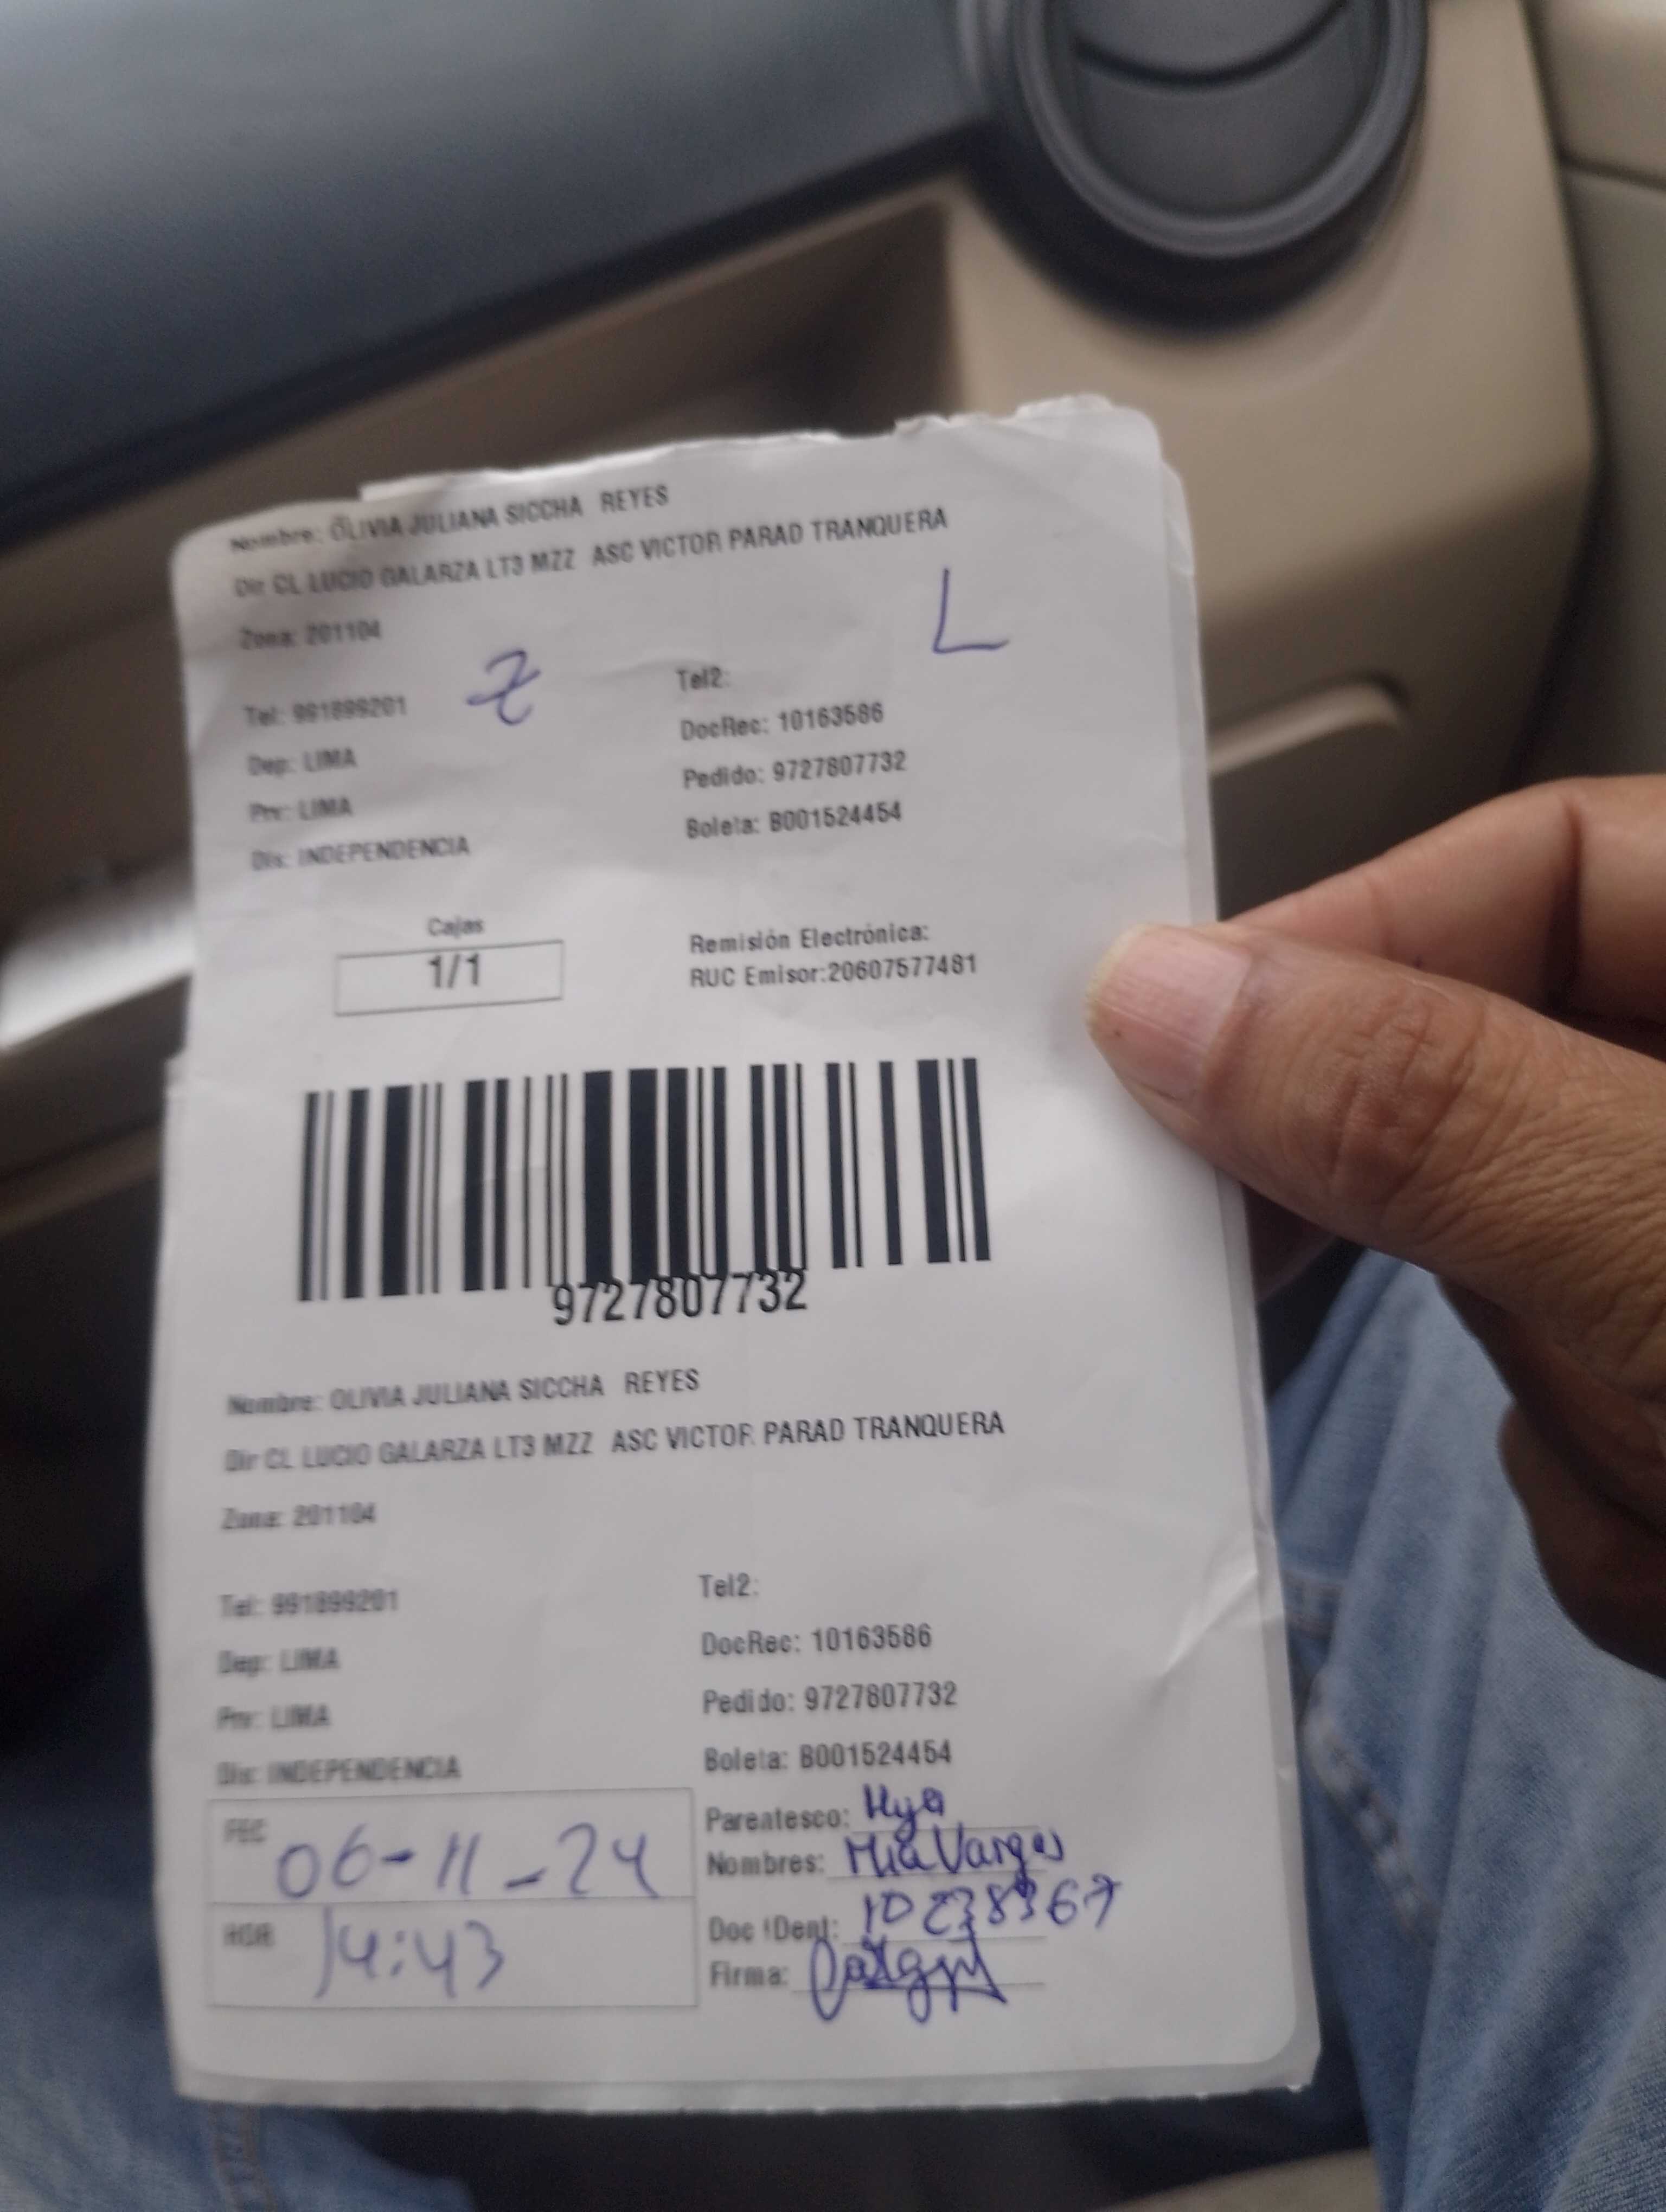 Nombre: OLIVIA JULIANA SICCHA REYES
Dir CL LUCIO GALARZA LT3 MZZ ASC VICTOR PARAD TRANQUERA
Zona: 201104
L
Z
Tel: 991899201
Tel2:
Dep: LIMA
DocRec: 10163586
Prv: LIMA
Pedido: 9727807732
Dis: INDEPENDENCIA
Boleta: B001524454
Cajas
1/1
Remisión Electrónica:
RUC Emisor:20607577481
9727807732
Nombre: OLIVIA JULIANA SICCHA REYES
Dir CL LUCIO GALARZA LT3 MZZ ASC VICTOR PARAD TRANQUERA
Zona: 201104
Tel: 991899201
Tel2:
Dep: LIMA
DocRec: 10163586
Prv: LIMA
Pedido: 9727807732
Dis: INDEPENDENCIA
Boleta: B001524454
FEC 06-11-24
HOR 14:43
Parentesco: Hya
Nombres: Mia Vargas
Doc IDent:
Firma: